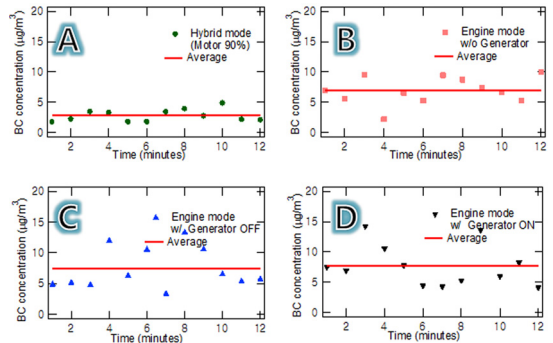 A
Hybrid mode
(Motor 90%)
Average
BC concentration (µg/m³)
20
15
10
5
0
2
4
6
8
10
12
Time (minutes)
B
Engine mode
w/o Generator
Average
BC concentration (µg/m³)
20
15
10
5
0
2
4
6
8
10
12
Time (minutes)
C
Engine mode
w/ Generator OFF
Average
BC concentration (µg/m³)
20
15
10
5
0
2
4
6
8
10
12
Time (minutes)
D
Engine mode
w/ Generator ON
Average
BC concentration (µg/m³)
20
15
10
5
0
2
4
6
8
10
12
Time (minutes)